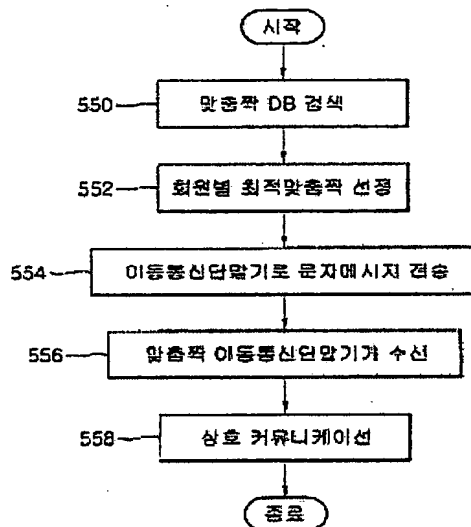 시작
550
맞춤짝 DB 검색
552
회원별 최적맞춤짝 선정
554
이동통신단말기로 문자메시지 전송
556
맞춤짝 이동통신단말기가 수신
558
상호 커뮤니케이션
종료